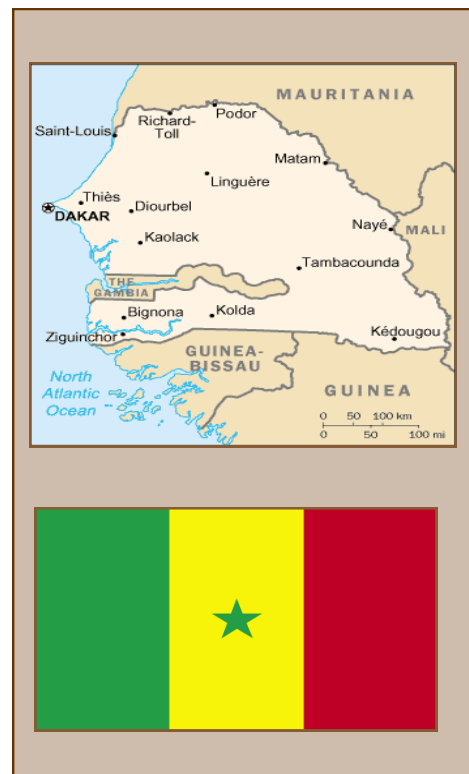 MAURITANIA
Podor
Richard-
Toll
Saint-Louis
Matam
Linguère
Thiès
Diourbel
DAKAR
Nayé
MALI
Kaolack
Tambacounda
THE
GAMBIA
Bignona
Kolda
Ziguinchor
Kédougou
GUINEA-
BISSAU
North
Atlantic
Ocean
GUINEA
0 50 100 km
0 50 100 mi